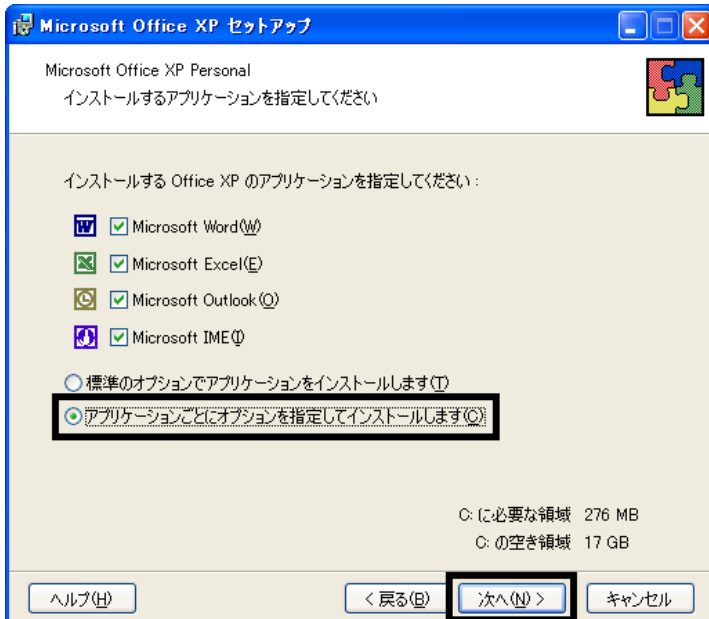 Microsoft Office XP セットアップ
Microsoft Office XP Personal
インストールするアプリケーションを指定してください
インストールする Office XP のアプリケーションを指定してください:
Microsoft Word(W)
Microsoft Excel(E)
Microsoft Outlook(O)
Microsoft IME(I)
標準のオプションでアプリケーションをインストールします(T)
アプリケーションごとにオプションを指定してインストールします(C)
C: に必要な領域 276 MB
C: の空き領域 17 GB
ヘルプ(H) < 戻る(B) 次へ(N) > キャンセル